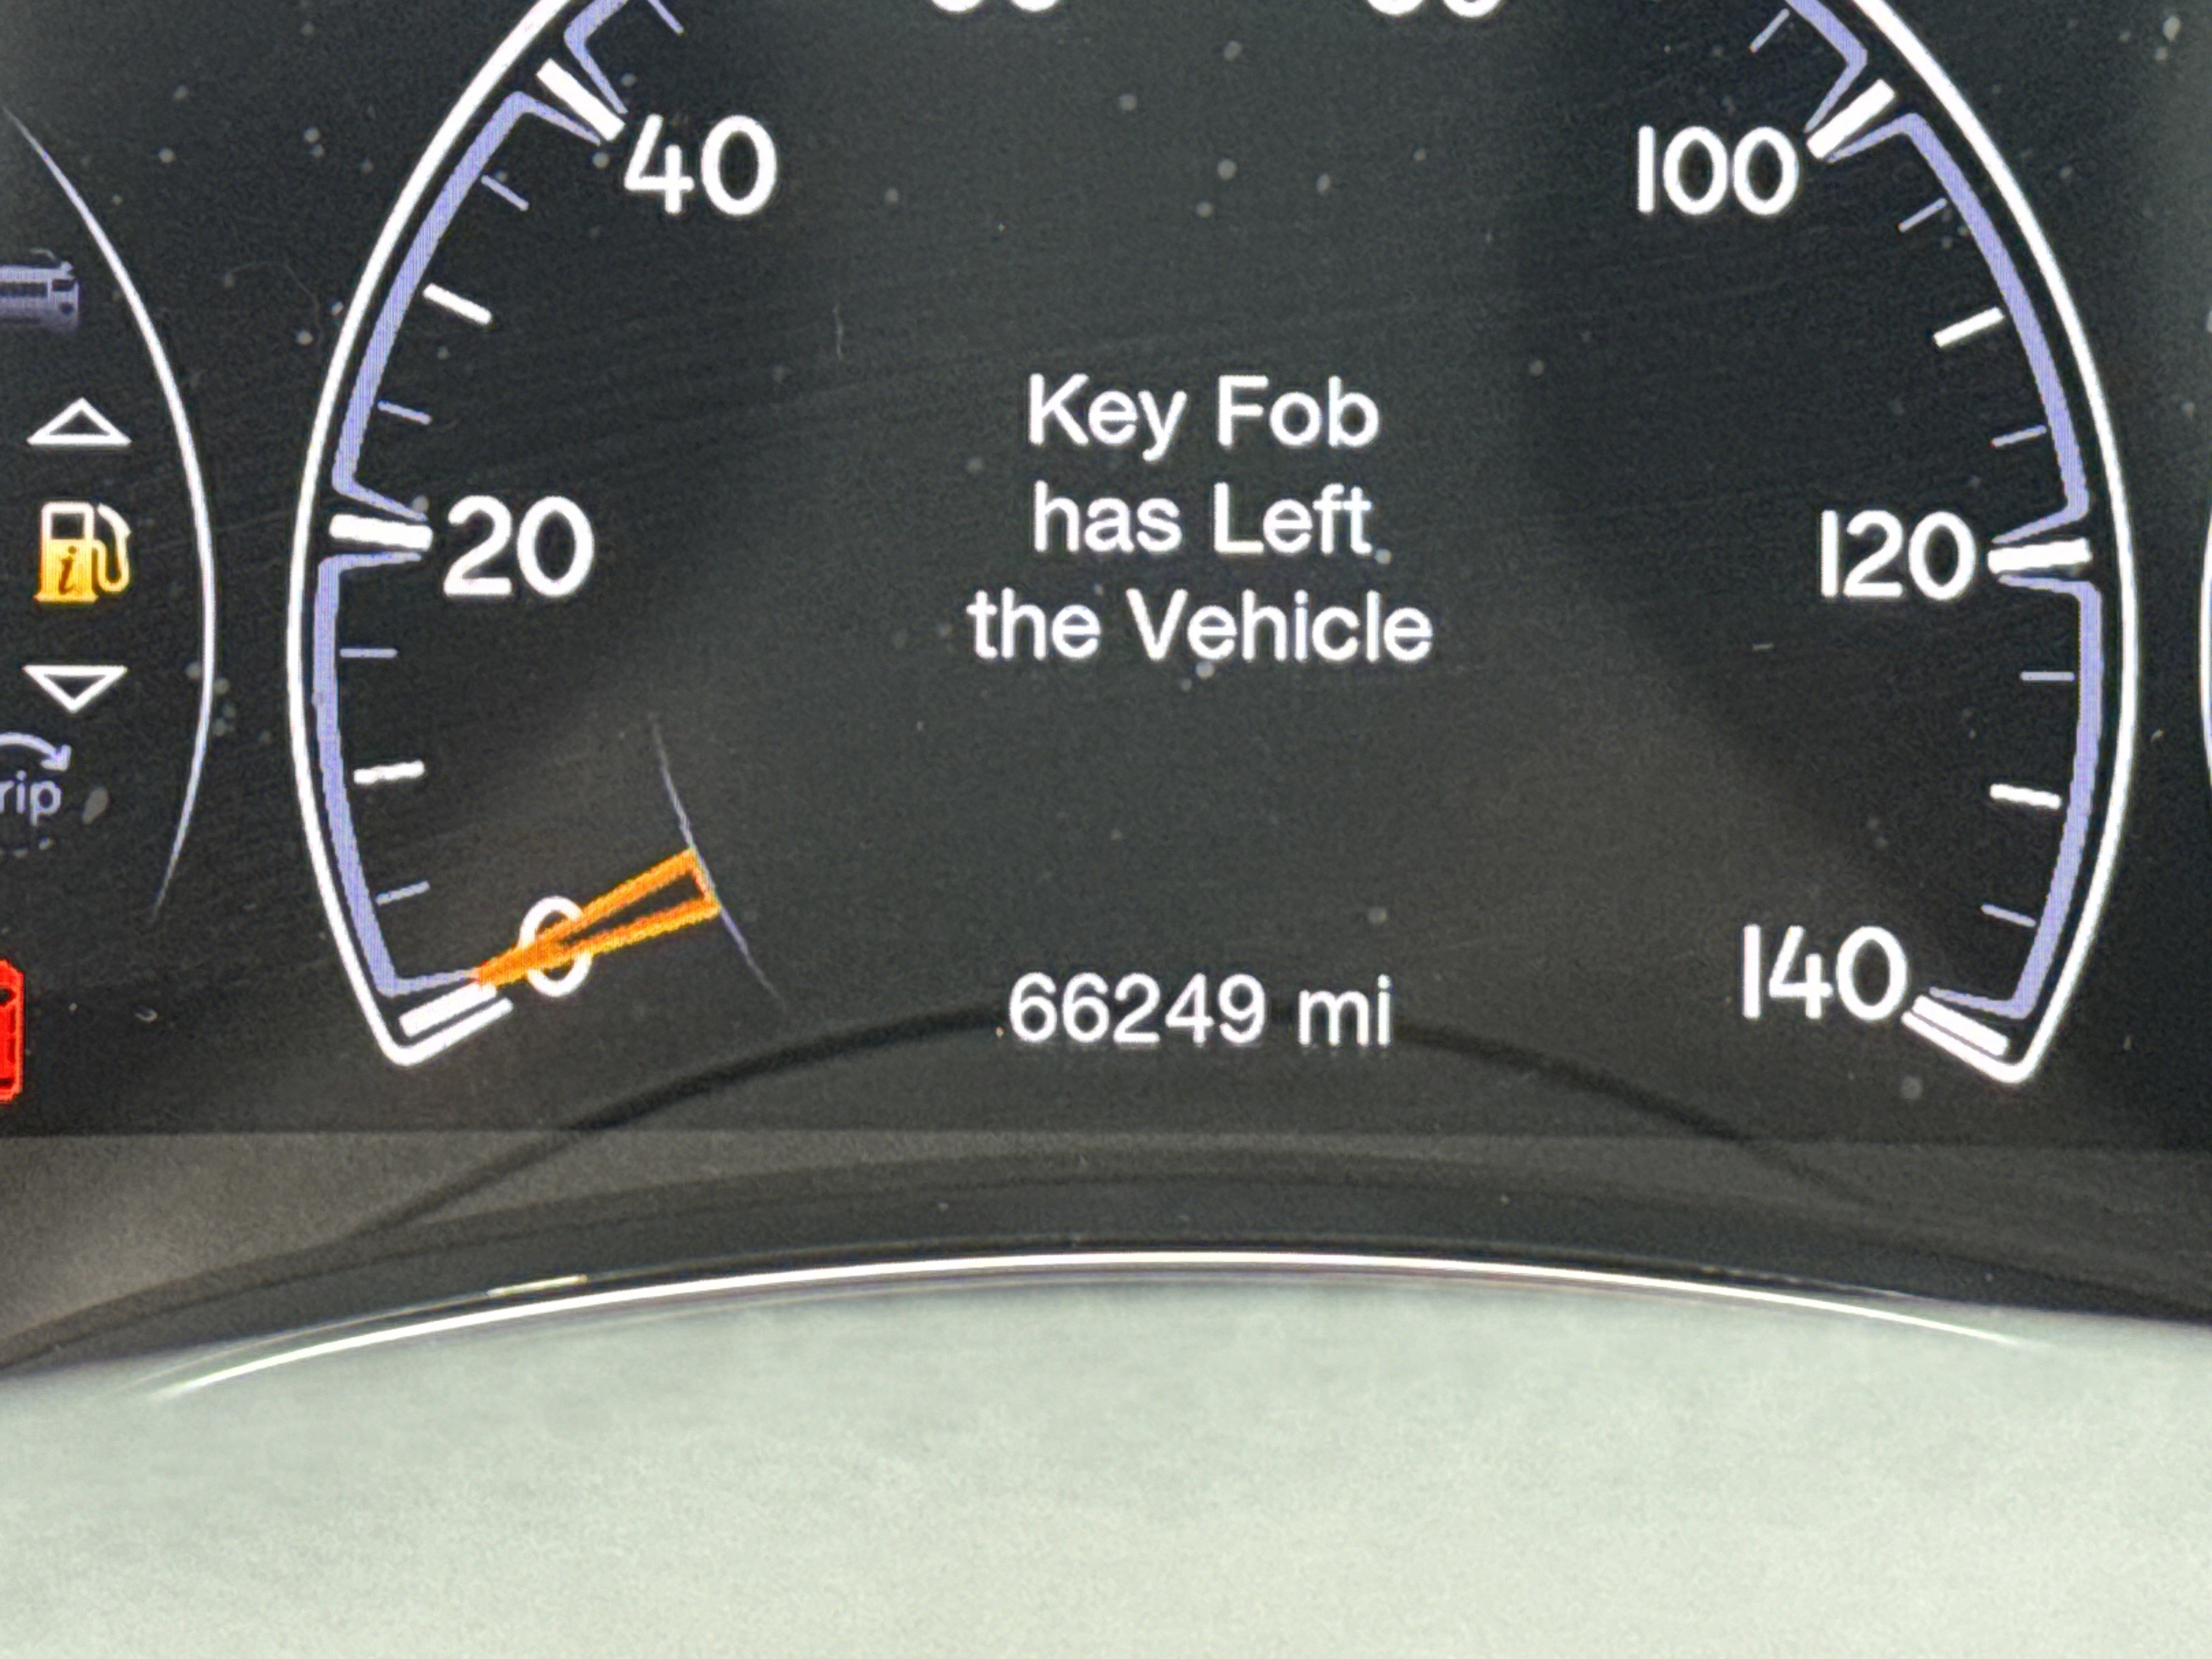 40
100
20
120
Key Fob
has Left
the Vehicle
i
0
140
66249 mi